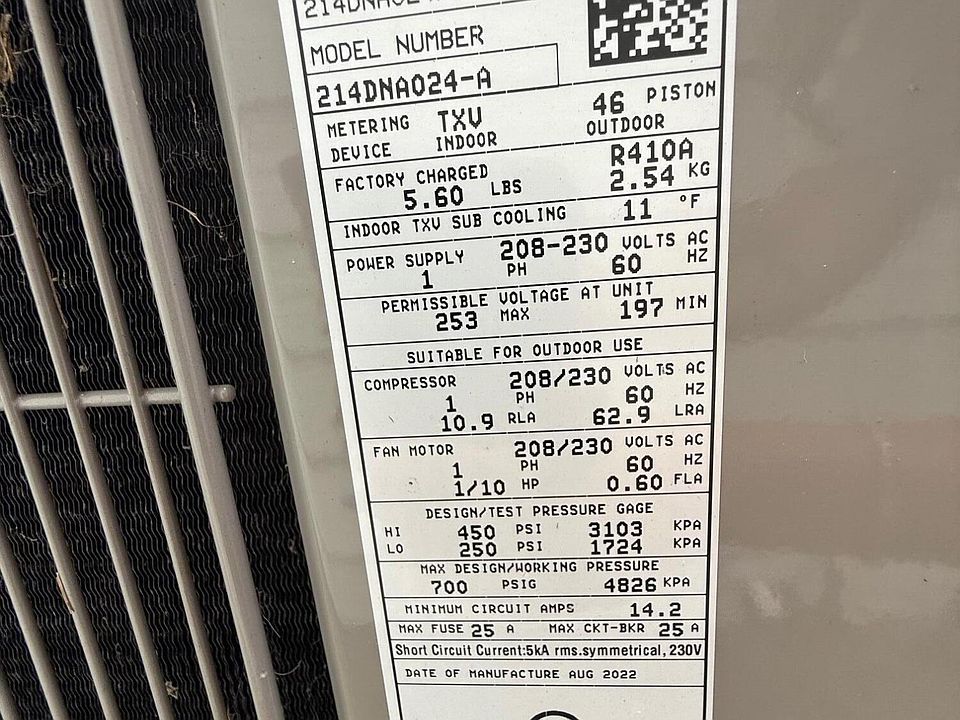 MODEL NUMBER
214DNA024-A
METERING DEVICE TXV INDOOR 46 PISTON OUTDOOR
FACTORY CHARGED R410A
5.60 LBS 2.54 KG
INDOOR TXV SUB COOLING 11 °F
POWER SUPPLY 208-230 VOLTS AC
1 PH 60 HZ
PERMISSIBLE VOLTAGE AT UNIT
253 MAX 197 MIN
SUITABLE FOR OUTDOOR USE
COMPRESSOR 208/230 VOLTS AC
1 PH 60 HZ
10.9 RLA 62.9 LRA
FAN MOTOR 208/230 VOLTS AC
1 PH 60 HZ
1/10 HP 0.60 FLA
DESIGN/TEST PRESSURE GAGE
HI 450 PSI 3103 KPA
LO 250 PSI 1724 KPA
MAX DESIGN/WORKING PRESSURE
700 PSIG 4826 KPA
MINIMUM CIRCUIT AMPS 14.2
MAX FUSE 25 A MAX CKT-BKR 25 A
Short Circuit Current:5kA rms.symmetrical,230V
DATE OF MANUFACTURE AUG 2022